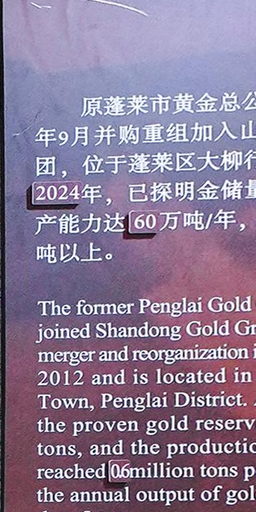 原蓬莱市黄金总公
年9月并购重组加入山
团，位于蓬莱区大柳行
2024年，已探明金储量
产能力达60万吨/年，
吨以上。
The former Penglai Gold
joined Shandong Gold Gr
merger and reorganization i
2012 and is located in
Town, Penglai District.
the proven gold reserv
tons, and the productio
reached 0.6 million tons p
the annual output of gol